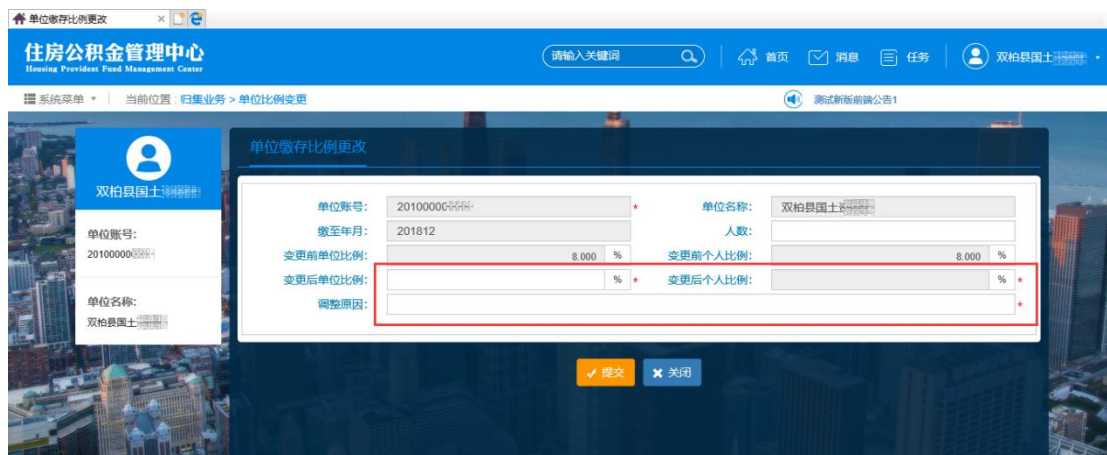 单位缴存比例更改
住房公积金管理中心
Housing Provident Fund Management Center
请输入关键词
首页
消息
任务
双柏县国土
系统菜单
当前位置:归集业务 > 单位比例变更
测试新版前端公告1
双柏县国土
单位账号:
20100000
单位名称:
双柏县国土
单位缴存比例更改
单位账号: 2010000 * 单位名称: 双柏县国土
缴至年月: 201812 人数:
变更前单位比例: 8.000 % 变更前个人比例: 8.000 %
变更后单位比例: % * 变更后个人比例: % *
调整原因: *
提交
关闭